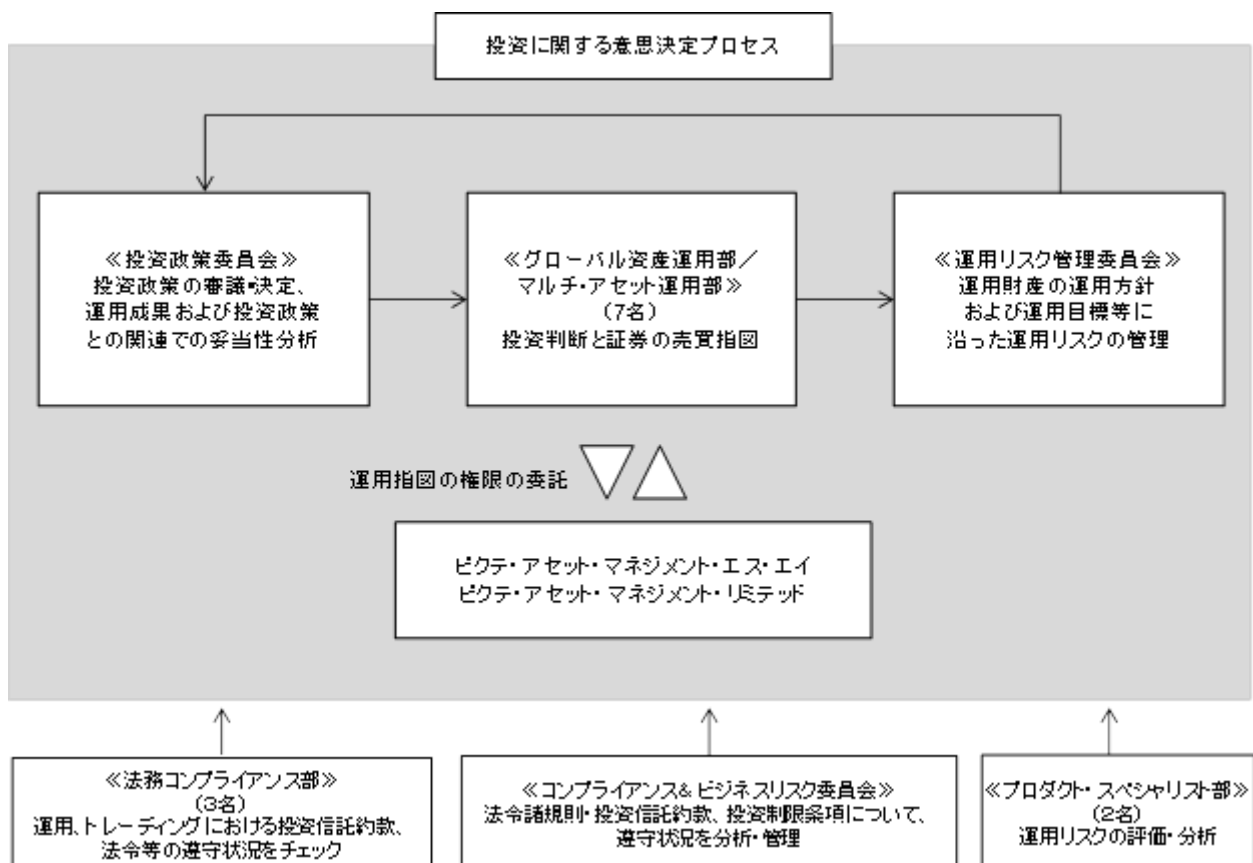 投資に関する意思決定プロセス
≪投資政策委員会≫
投資政策の審議・決定、
運用成果および投資政策
との関連での妥当性分析
≪グローバル資産運用部／
マルチ・アセット運用部≫
(7名)
投資判断と証券の売買指図
≪運用リスク管理委員会≫
運用財産の運用方針
および運用目標等に
沿った運用リスクの管理
運用指図の権限の委託
ピクテ・アセット・マネジメント・エス・エイ
ピクテ・アセット・マネジメント・リミテッド
≪法務コンプライアンス部≫
(3名)
運用、トレーディングにおける投資信託約款、
法令等の遵守状況をチェック
≪コンプライアンス&ビジネスリスク委員会≫
法令諸規則・投資信託約款、投資制限条項について、
遵守状況を分析・管理
≪プロダクト・スペシャリスト部≫
(2名)
運用リスクの評価・分析